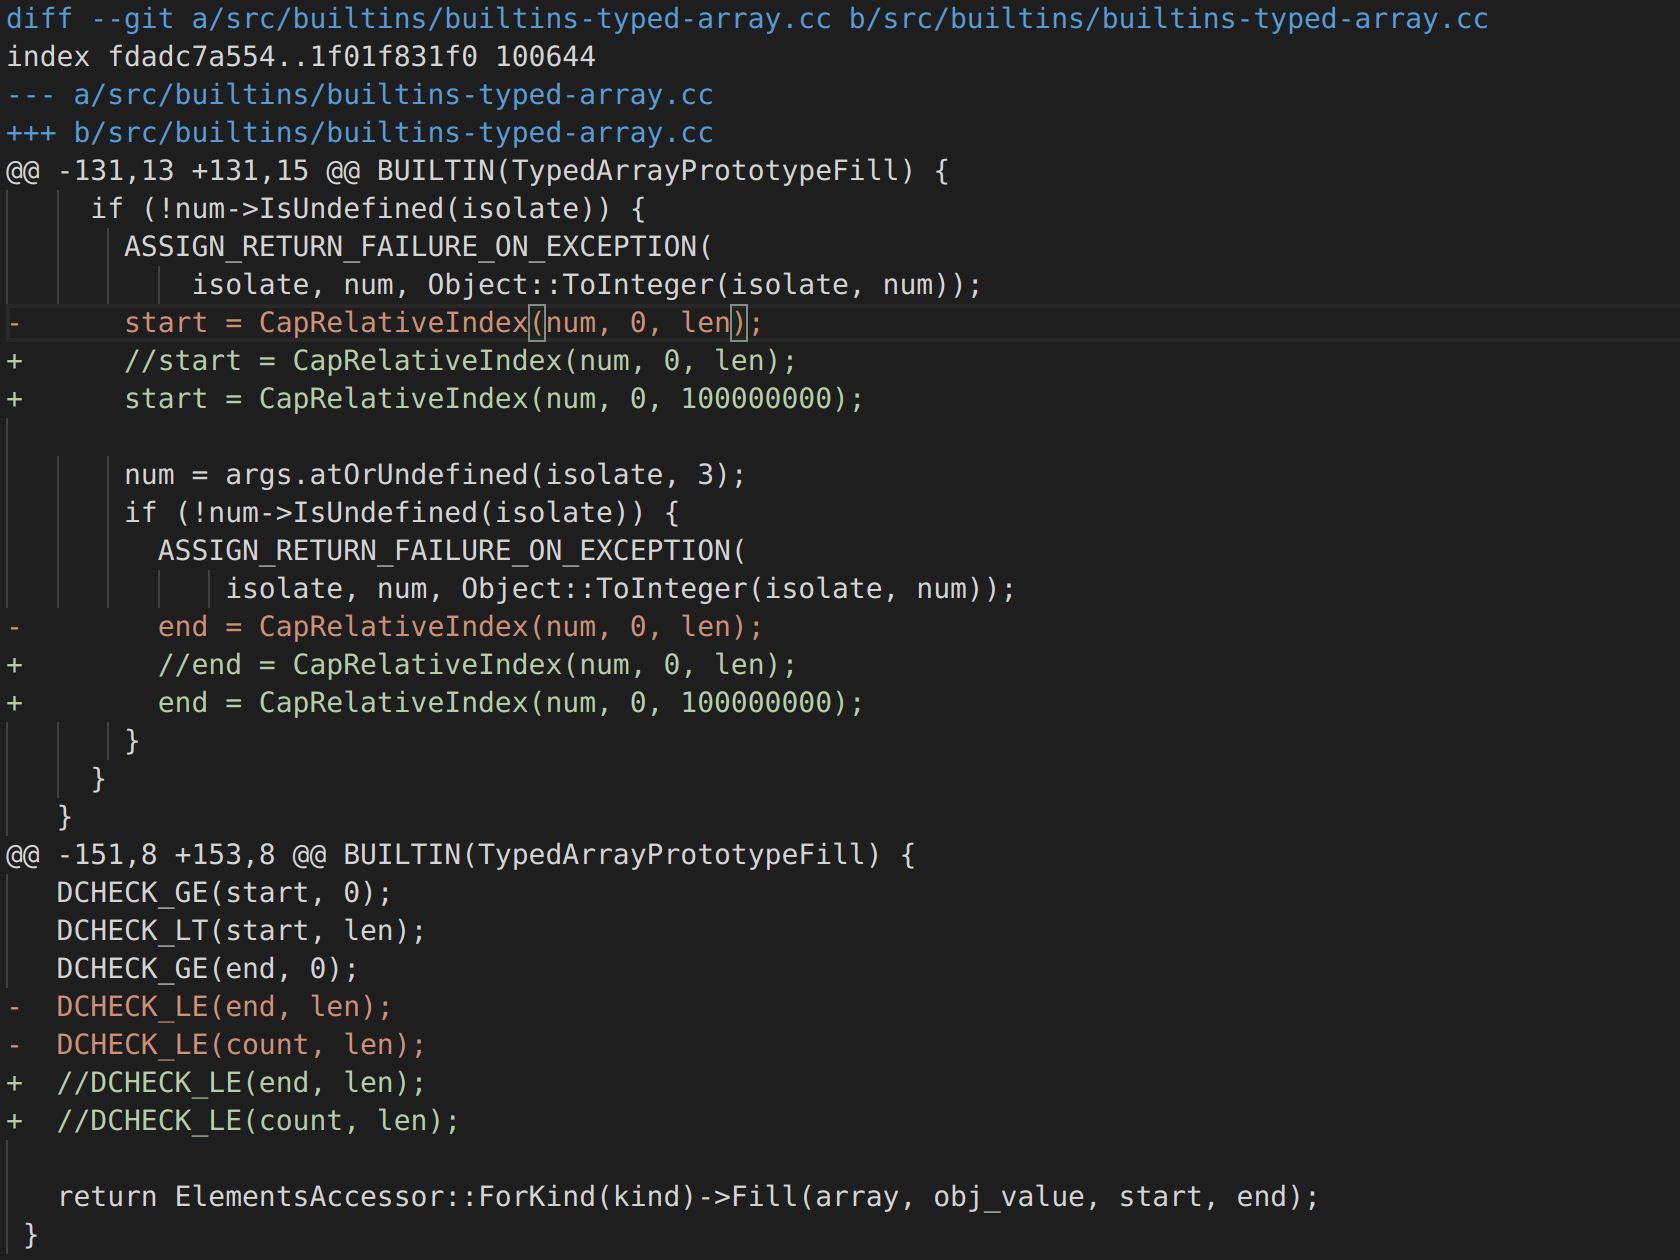 diff --git a/src/builtins/builtins-typed-array.cc b/src/builtins/builtins-typed-array.cc
index fdadc7a554..1f01f831f0 100644
--- a/src/builtins/builtins-typed-array.cc
+++ b/src/builtins/builtins-typed-array.cc
@@ -131,13 +131,15 @@ BUILTIN(TypedArrayPrototypeFill) {
     if (!num->IsUndefined(isolate)) {
       ASSIGN_RETURN_FAILURE_ON_EXCEPTION(
           isolate, num, Object::ToInteger(isolate, num));
-      start = CapRelativeIndex(num, 0, len);
+      //start = CapRelativeIndex(num, 0, len);
+      start = CapRelativeIndex(num, 0, 100000000);

       num = args.atOrUndefined(isolate, 3);
       if (!num->IsUndefined(isolate)) {
         ASSIGN_RETURN_FAILURE_ON_EXCEPTION(
             isolate, num, Object::ToInteger(isolate, num));
-        end = CapRelativeIndex(num, 0, len);
+        //end = CapRelativeIndex(num, 0, len);
+        end = CapRelativeIndex(num, 0, 100000000);
       }
     }
   }
@@ -151,8 +153,8 @@ BUILTIN(TypedArrayPrototypeFill) {
   DCHECK_GE(start, 0);
   DCHECK_LT(start, len);
   DCHECK_GE(end, 0);
-  DCHECK_LE(end, len);
-  DCHECK_LE(count, len);
+  //DCHECK_LE(end, len);
+  //DCHECK_LE(count, len);

   return ElementsAccessor::ForKind(kind)->Fill(array, obj_value, start, end);
 }